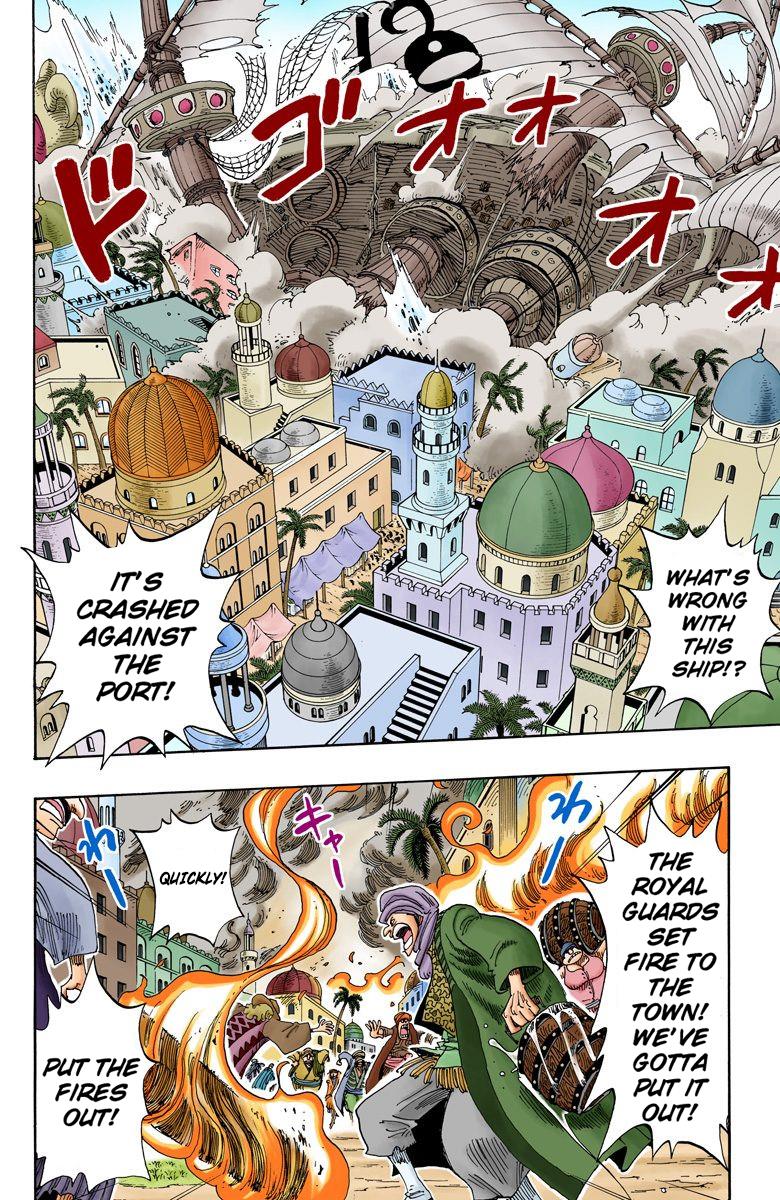 ドゴォオオオ
WHAT'S
WRONG
WITH
THIS
SHIP!?
IT'S
CRASHED
AGAINST
THE
PORT!
わー
THE
ROYAL
GUARDS
SET
FIRE TO
THE
TOWN!
WE'VE
GOTTA
PUT IT
OUT!
キャー
QUICKLY!
わー
PUT THE
FIRES
OUT!